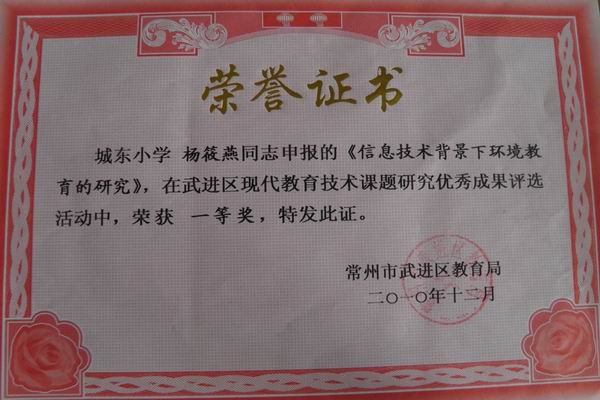 荣誉证书
城东小学 杨筱燕同志申报的《信息技术背景下环境教
育的研究》，在武进区现代教育技术课题研究优秀成果评选
活动中，荣获 一等奖，特发此证。
常州市武进区教育局
二〇一〇年十二月